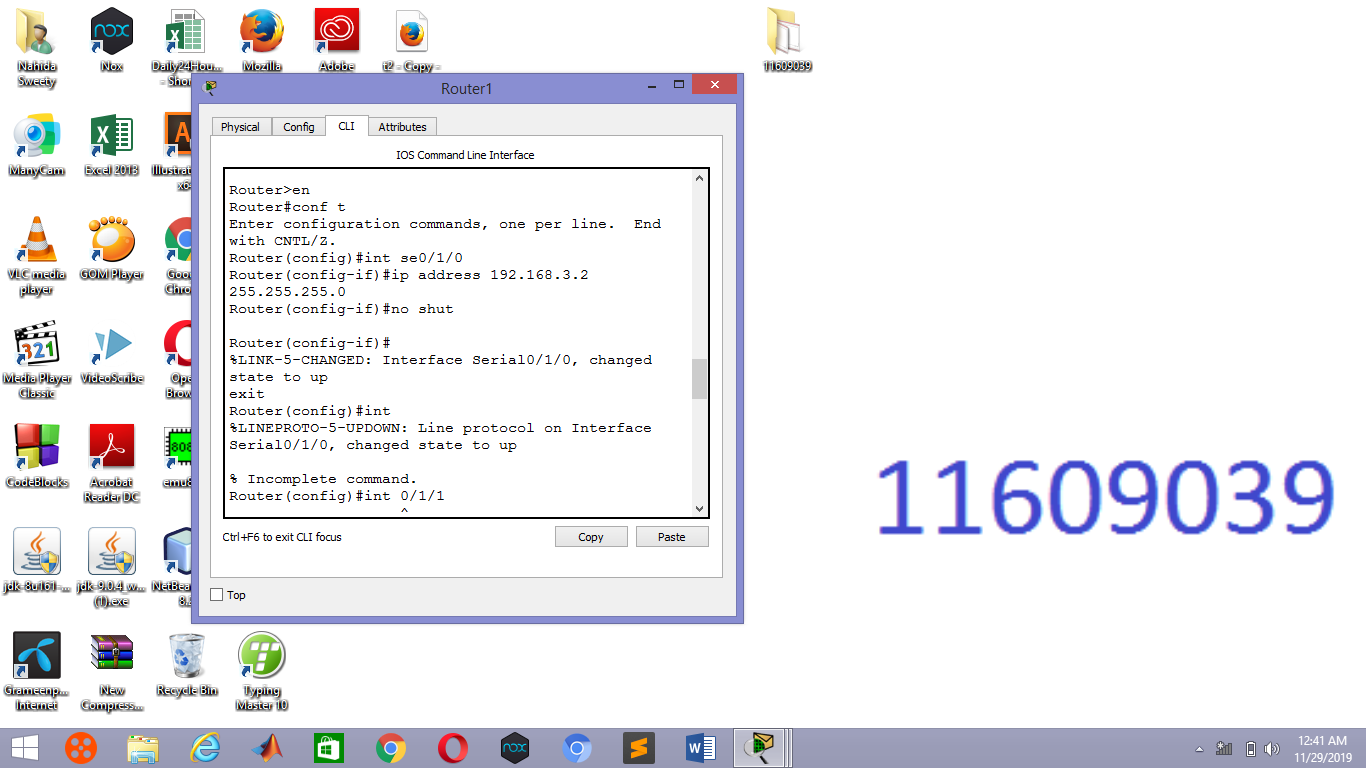 Nahida
Sweety
Nox
Daily24Hou...
- Shor
Mozilla
Adobe
t2 - Copy -
11609039
Router1
Physical
Config
CLI
Attributes
IOS Command Line Interface
Router>en
Router#conf t
Enter configuration commands, one per line.  End
with CNTL/Z.
Router(config)#int se0/1/0
Router(config-if)#ip address 192.168.3.2
255.255.255.0
Router(config-if)#no shut
Router(config-if)#
%LINK-5-CHANGED: Interface Serial0/1/0, changed
state to up
exit
Router(config)#int
%LINEPROTO-5-UPDOWN: Line protocol on Interface
Serial0/1/0, changed state to up
% Incomplete command.
Router(config)#int 0/1/1
^
Ctrl+F6 to exit CLI focus
Copy
Paste
Top
ManyCam
Excel 2013
Illustrat
x64
VLC media
player
GOM Player
Goo
Chro
321
Media Player
Classic
VideoScribe
Ope
Brow
CodeBlocks
Acrobat
Reader DC
808
emu8
jdk-8u161-...
jdk-9.0.4_w...
(1).exe
NetBea
8.
Grameenp...
Internet
New
Compress...
Recycle Bin
Typing
Master 10
11609039
12:41 AM
11/29/2019